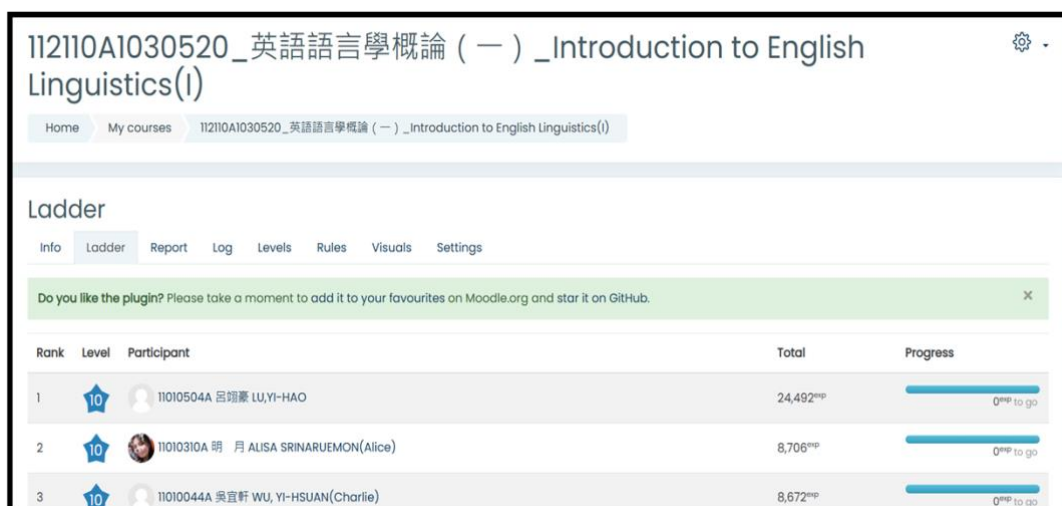 112110A1030520_英語語言學概論（一）_Introduction to English
Linguistics(I)
Home My courses 112110A1030520_英語語言學概論（一）_Introduction to English Linguistics(I)
Ladder
Info Ladder Report Log Levels Rules Visuals Settings
Do you like the plugin? Please take a moment to add it to your favourites on Moodle.org and star it on GitHub. ×
Rank Level Participant Total Progress
1 10 11010504A 呂翊豪 LU,YI-HAO 24,492exp
0exp to go
2 10 11010310A 明 月 ALISA SRINARUEMON(Alice) 8,706exp
0exp to go
3 10 11010044A 吳宜軒 WU, YI-HSUAN(Charlie) 8,672exp
0exp to go